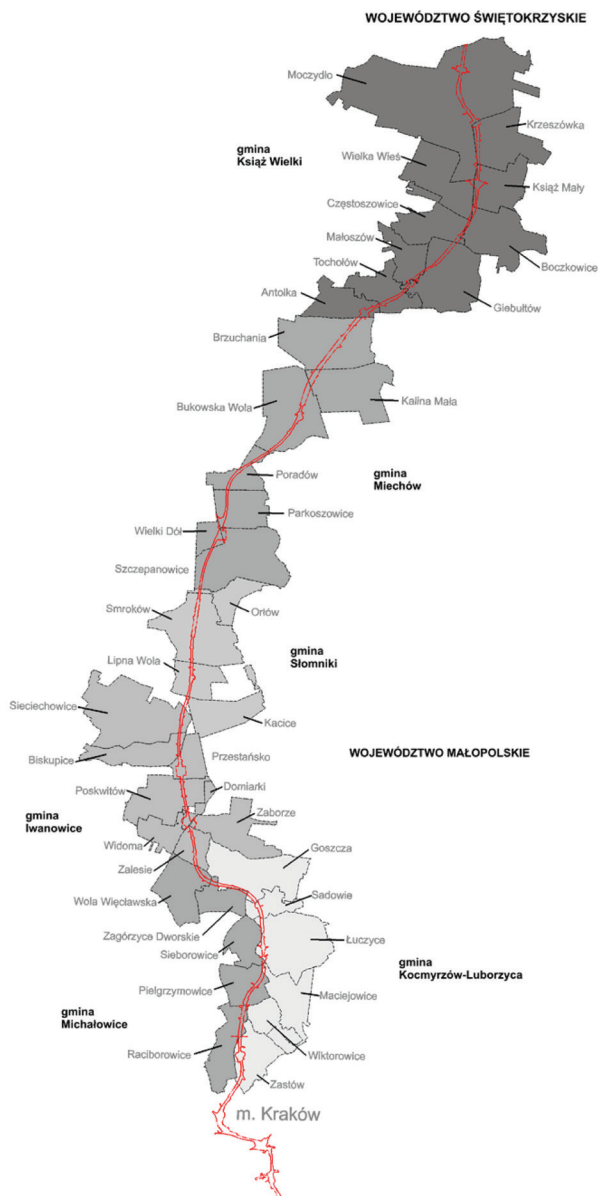 WOJEWÓDZTWO ŚWIĘTOKRZYSKIE
Moczydło
Krzeszówka
gmina
Książ Wielki
Wielka Wieś
Książ Mały
Częstoszowice
Małoszów
Tochołów
Boczkowice
Antolka
Giebułtów
Brzuchania
Bukowska Wola
Kalina Mała
Poradów
gmina
Miechów
Parkoszowice
Wielki Dół
Szczepanowice
Smroków
Orłów
gmina
Słomniki
Lipna Wola
Sieciechowice
Kacice
Biskupice
Przestańsko
WOJEWÓDZTWO MAŁOPOLSKIE
Poskwitów
Domiarki
gmina
Iwanowice
Zaborze
Widoma
Goszcza
Zalesie
Sadowie
Wola Więcławska
Zagórzyce Dworskie
Łuczyce
Sieborowice
gmina
Kocmyrzów-Luborzyca
Pielgrzymowice
Maciejowice
gmina
Michałowice
Raciborowice
Wiktorowice
Zastów
m. Kraków